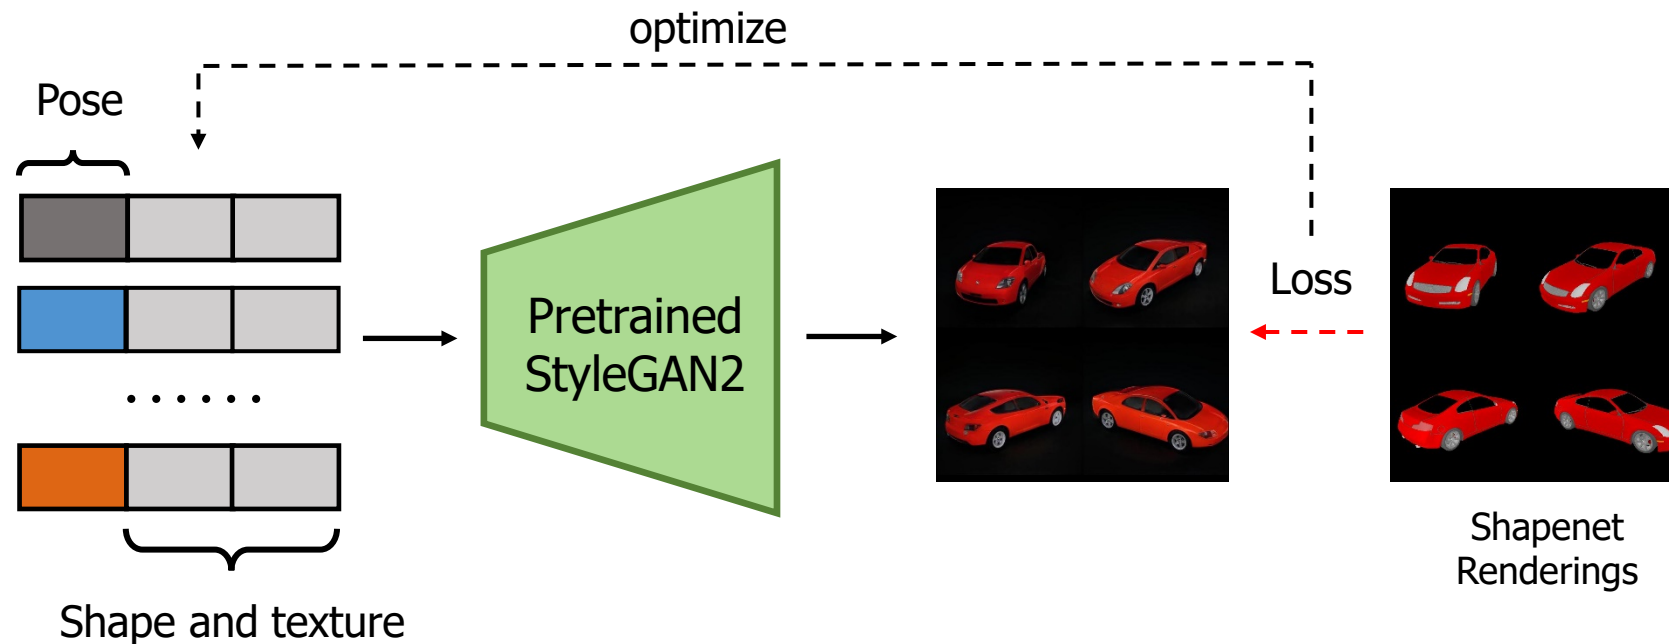 optimize
Pose
Pretrained
StyleGAN2
Loss
Shapenet
Renderings
Shape and texture